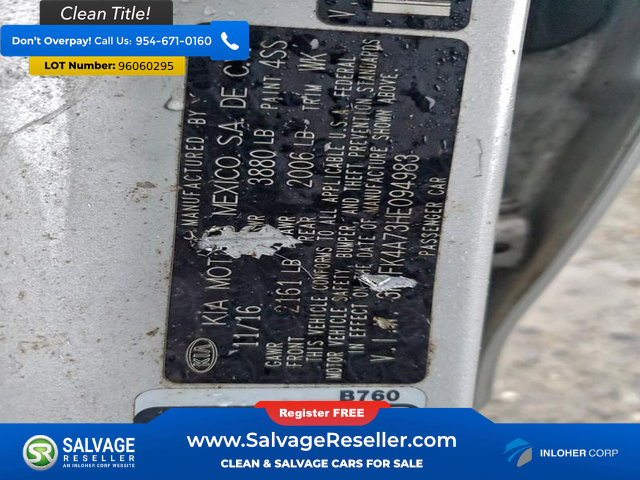 Clean Title!
Don't Overpay! Call Us: 954-671-0160
LOT Number: 96060295
MANUFACTURED BY
KIA MOT MEXICO. S.A. DE C.
11/16 3880 LB PAINT 4SS
GAWR FRONT 2161 LB REAR 2006 LB TRIM WK
THIS VEHICLE CONFORMS TO ALL APPLICABLE U.S.A FEDERAL
MOTOR VEHICLE SAFETY, BUMPER, AND THEFT PREVENTION STANDARDS
IN EFFECT ON THE DATE OF MANUFACTURE SHOWN ABOVE.
V.I. FK4A73HE094983
PASSENGER CAR
KIA
B760
Register FREE
SALVAGE
RESELLER
AN INLOHER CORP WEBSITE
www.SalvageReseller.com
CLEAN & SALVAGE CARS FOR SALE
INLOHER CORP